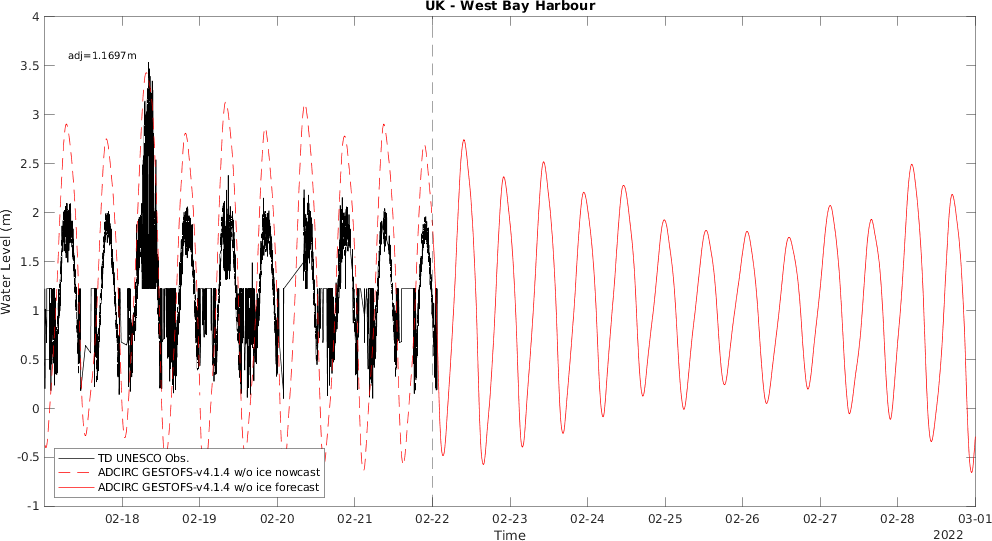 UK - West Bay Harbour
adj=1.1697m
Water Level (m)
4
3.5
3
2.5
2
1.5
1
0.5
0
-0.5
-1
TD UNESCO Obs.
ADCIRC GESTOFS-v4.1.4 w/o ice nowcast
ADCIRC GESTOFS-v4.1.4 w/o ice forecast
02-18 02-19 02-20 02-21 02-22 02-23 02-24 02-25 02-26 02-27 02-28 03-01
Time
2022